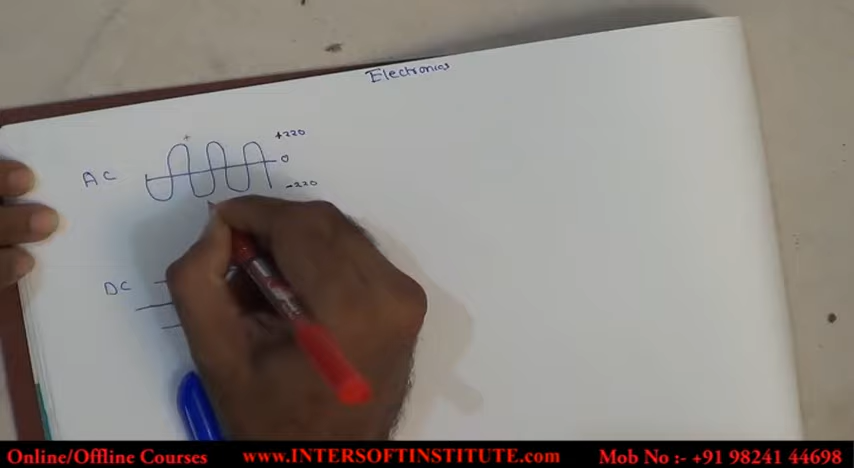 Electronics
+
+220
AC
0
-220
DC
Online/Offline Courses www.INTERSOFTINSTITUTE.com Mob No :- +91 98241 44698